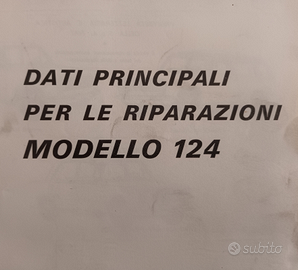 DATI PRINCIPALI
PER LE RIPARAZIONI
MODELLO 124
subito